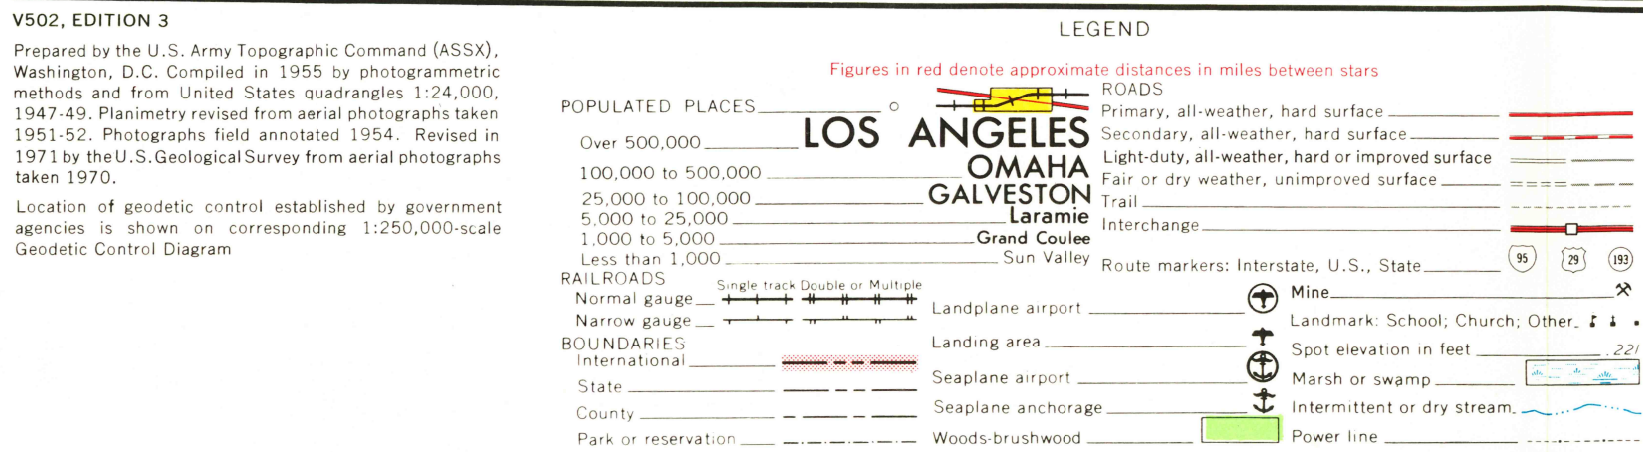 V502, EDITION 3
Prepared by the U.S. Army Topographic Command (ASSX),
Washington, D.C. Compiled in 1955 by photogrammetric
methods and from United States quadrangles 1:24,000,
1947-49. Planimetry revised from aerial photographs taken
1951-52. Photographs field annotated 1954. Revised in
1971 by the U.S. Geological Survey from aerial photographs
taken 1970.
Location of geodetic control established by government
agencies is shown on corresponding 1:250,000-scale
Geodetic Control Diagram
LEGEND
Figures in red denote approximate distances in miles between stars
POPULATED PLACES
Over 500,000 LOS ANGELES
100,000 to 500,000 OMAHA
25,000 to 100,000 GALVESTON
5,000 to 25,000 Laramie
1,000 to 5,000 Grand Coulee
Less than 1,000 Sun Valley
RAILROADS
Single track Double or Multiple
Normal gauge
Narrow gauge
BOUNDARIES
International
State
County
Park or reservation
Landplane airport
Landing area
Seaplane airport
Seaplane anchorage
Woods-brushwood
ROADS
Primary, all-weather, hard surface
Secondary, all-weather, hard surface
Light-duty, all-weather, hard or improved surface
Fair or dry weather, unimproved surface
Trail
Interchange
Route markers: Interstate, U.S., State 95 29 193
Mine
Landmark: School; Church; Other
Spot elevation in feet .221
Marsh or swamp
Intermittent or dry stream
Power line